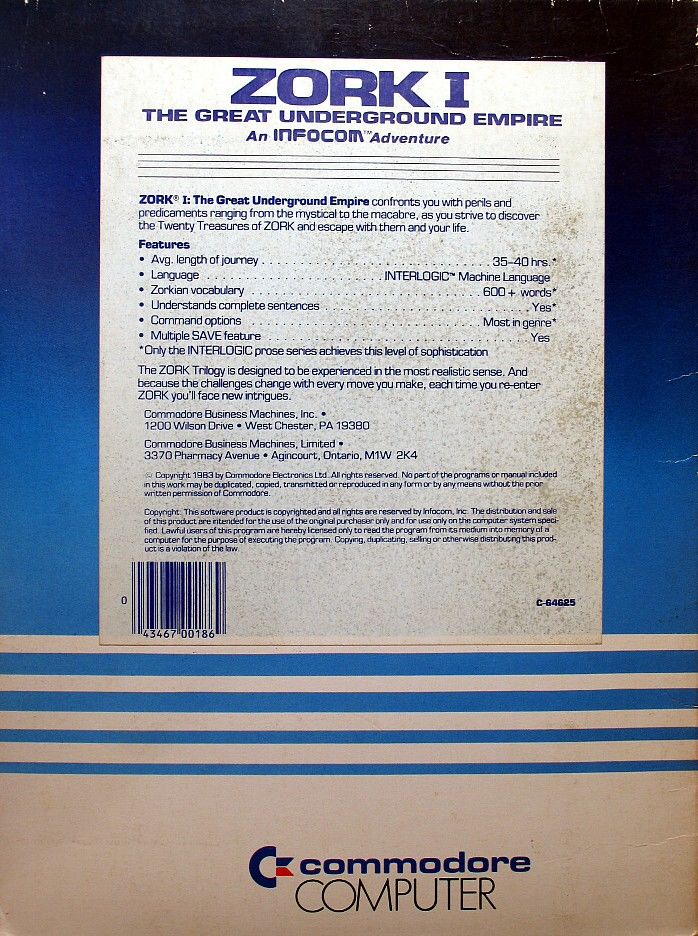 ZORK I
THE GREAT UNDERGROUND EMPIRE
An INFOCOM™ Adventure
ZORK® I: The Great Underground Empire confronts you with perils and
predicaments ranging from the mystical to the macabre, as you strive to discover
the Twenty Treasures of ZORK and escape with them and your life.
Features
• Avg. length of journey . . . . . . . . . . . . . . . . . . . . . . . . . . . . . . 35–40 hrs.*
• Language . . . . . . . . . . . . . . . . . . . . . . . INTERLOGIC™ Machine Language
• Zorkian vocabulary . . . . . . . . . . . . . . . . . . . . . . . . . . . . . . . 600 + words*
• Understands complete sentences . . . . . . . . . . . . . . . . . . . . . . . . . . . Yes*
• Command options . . . . . . . . . . . . . . . . . . . . . . . . . . . . . . Most in genre*
• Multiple SAVE feature . . . . . . . . . . . . . . . . . . . . . . . . . . . . . . . . . . . Yes
*Only the INTERLOGIC prose series achieves this level of sophistication
The ZORK Trilogy is designed to be experienced in the most realistic sense. And
because the challenges change with every move you make, each time you re-enter
ZORK you'll face new intrigues.
Commodore Business Machines, Inc. •
1200 Wilson Drive • West Chester, PA 19380
Commodore Business Machines, Limited •
3370 Pharmacy Avenue • Agincourt, Ontario, M1W 2K4
© Copyright 1983 by Commodore Electronics Ltd. All rights reserved. No part of the programs or manual included
in this work may be duplicated, copied, transmitted or reproduced in any form or by any means without the prior
written permission of Commodore.
Copyright: This software product is copyrighted and all rights are reserved by Infocom, Inc. The distribution and sale
of this product are intended for the use of the original purchaser only and for use only on the computer system speci-
fied. Lawful users of this program are hereby licensed only to read the program from its medium into memory of a
computer for the purpose of executing the program. Copying, duplicating, selling or otherwise distributing this prod-
uct is a violation of the law.
0
43467 00186
C-64625
commodore
COMPUTER